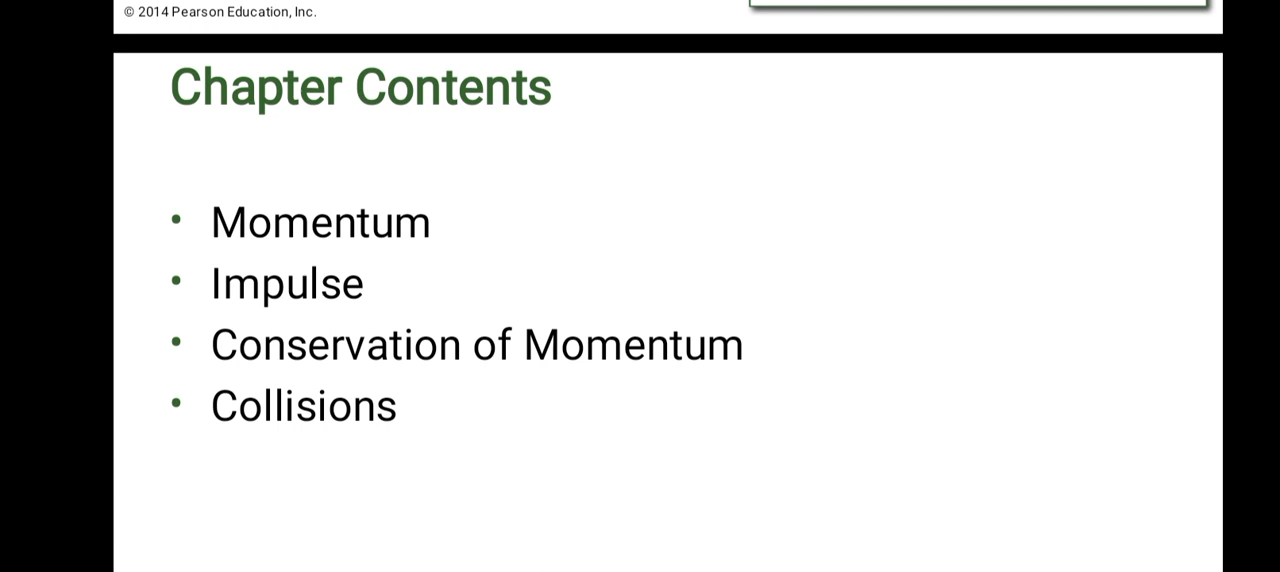 © 2014 Pearson Education, Inc.
Chapter Contents
• Momentum
• Impulse
• Conservation of Momentum
• Collisions